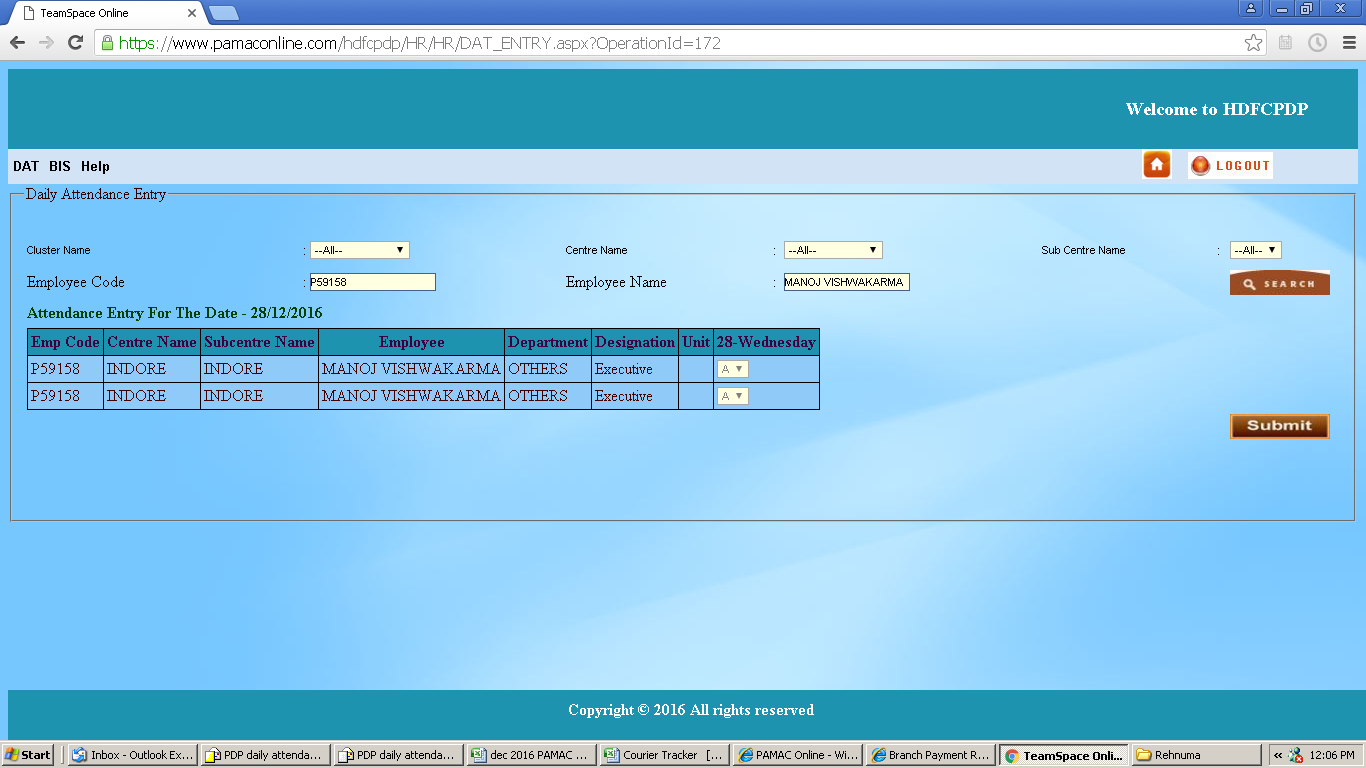 TeamSpace Online
https://www.pamaconline.com/hdfcpdp/HR/HR/DAT_ENTRY.aspx?OperationId=172
Welcome to HDFCPDP
DAT BIS Help LOGOUT
Daily Attendance Entry
Cluster Name : --All-- Centre Name : --All-- Sub Centre Name : --All--
Employee Code : P59158 Employee Name : MANOJ VISHWAKARMA SEARCH
Attendance Entry For The Date - 28/12/2016
Emp Code Centre Name Subcentre Name Employee Department Designation Unit 28-Wednesday
P59158 INDORE INDORE MANOJ VISHWAKARMA OTHERS Executive A
P59158 INDORE INDORE MANOJ VISHWAKARMA OTHERS Executive A
Submit
Copyright © 2016 All rights reserved
Start Inbox - Outlook Ex... PDP daily attenda... PDP daily attenda... dec 2016 PAMAC ... Courier Tracker [... PAMAC Online - Wi... Branch Payment R... TeamSpace Onli... Rehnuma « 12:06 PM